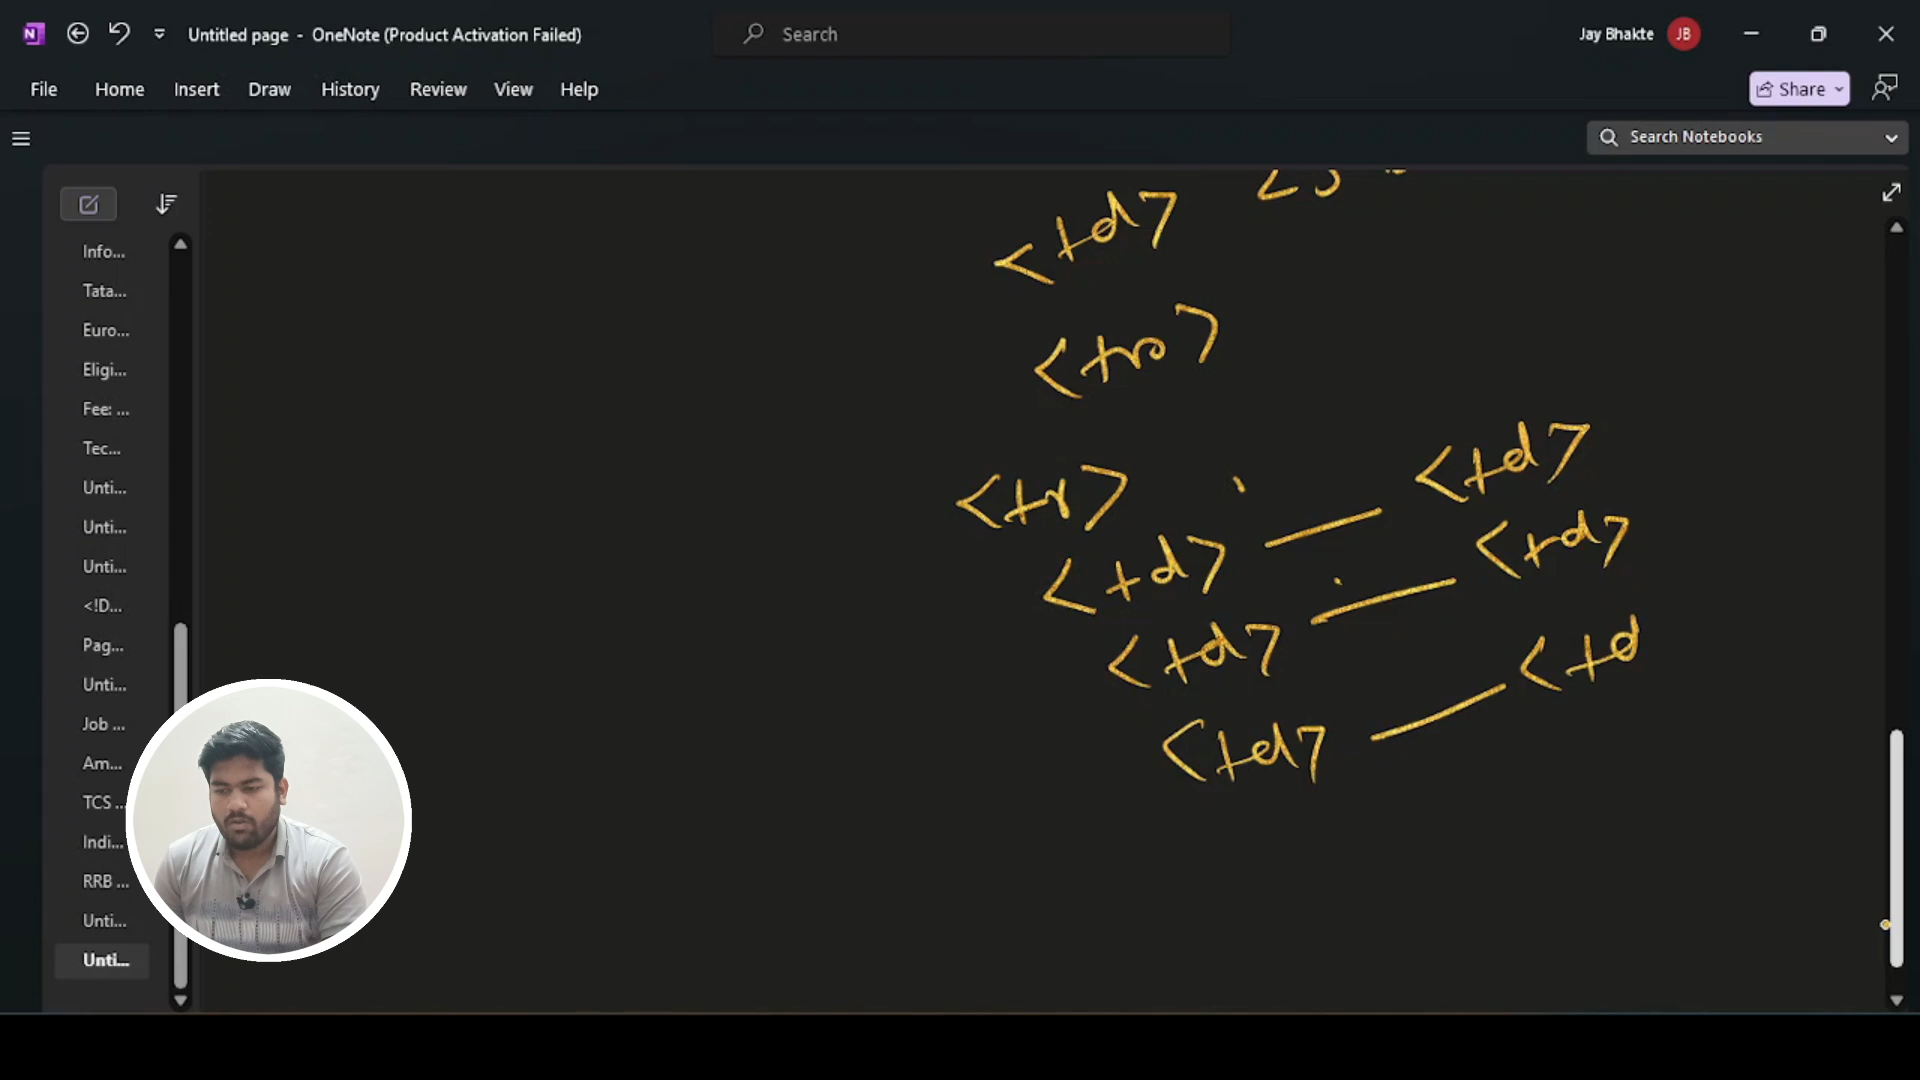 Untitled page - OneNote (Product Activation Failed)
Search
Jay Bhakte
JB
File Home Insert Draw History Review View Help
Share
Search Notebooks
Info...
Tata...
Euro...
Eligi...
Fee: ...
Tec...
Unti...
Unti...
Unti...
<!D...
Pag...
Unti...
Job ...
Am...
TCS ...
Indi...
RRB ...
Unti...
Unti...
<td>
<tr>
<tr> <td>
<td> <td>
<td> <td
<td>